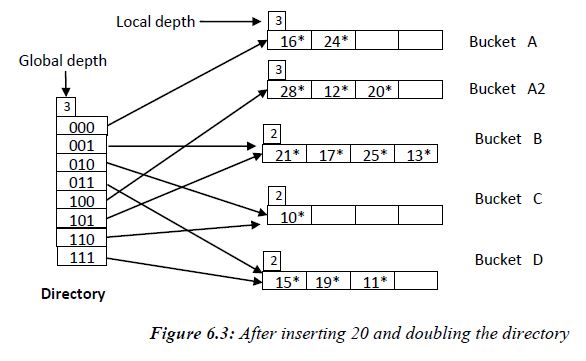 Local depth
3
16* 24*
Bucket A
Global depth
3
28* 12* 20*
Bucket A2
3
000
001
010
011
100
101
110
111
Directory
2
21* 17* 25* 13*
Bucket B
2
10*
Bucket C
2
15* 19* 11*
Bucket D
Figure 6.3: After inserting 20 and doubling the directory